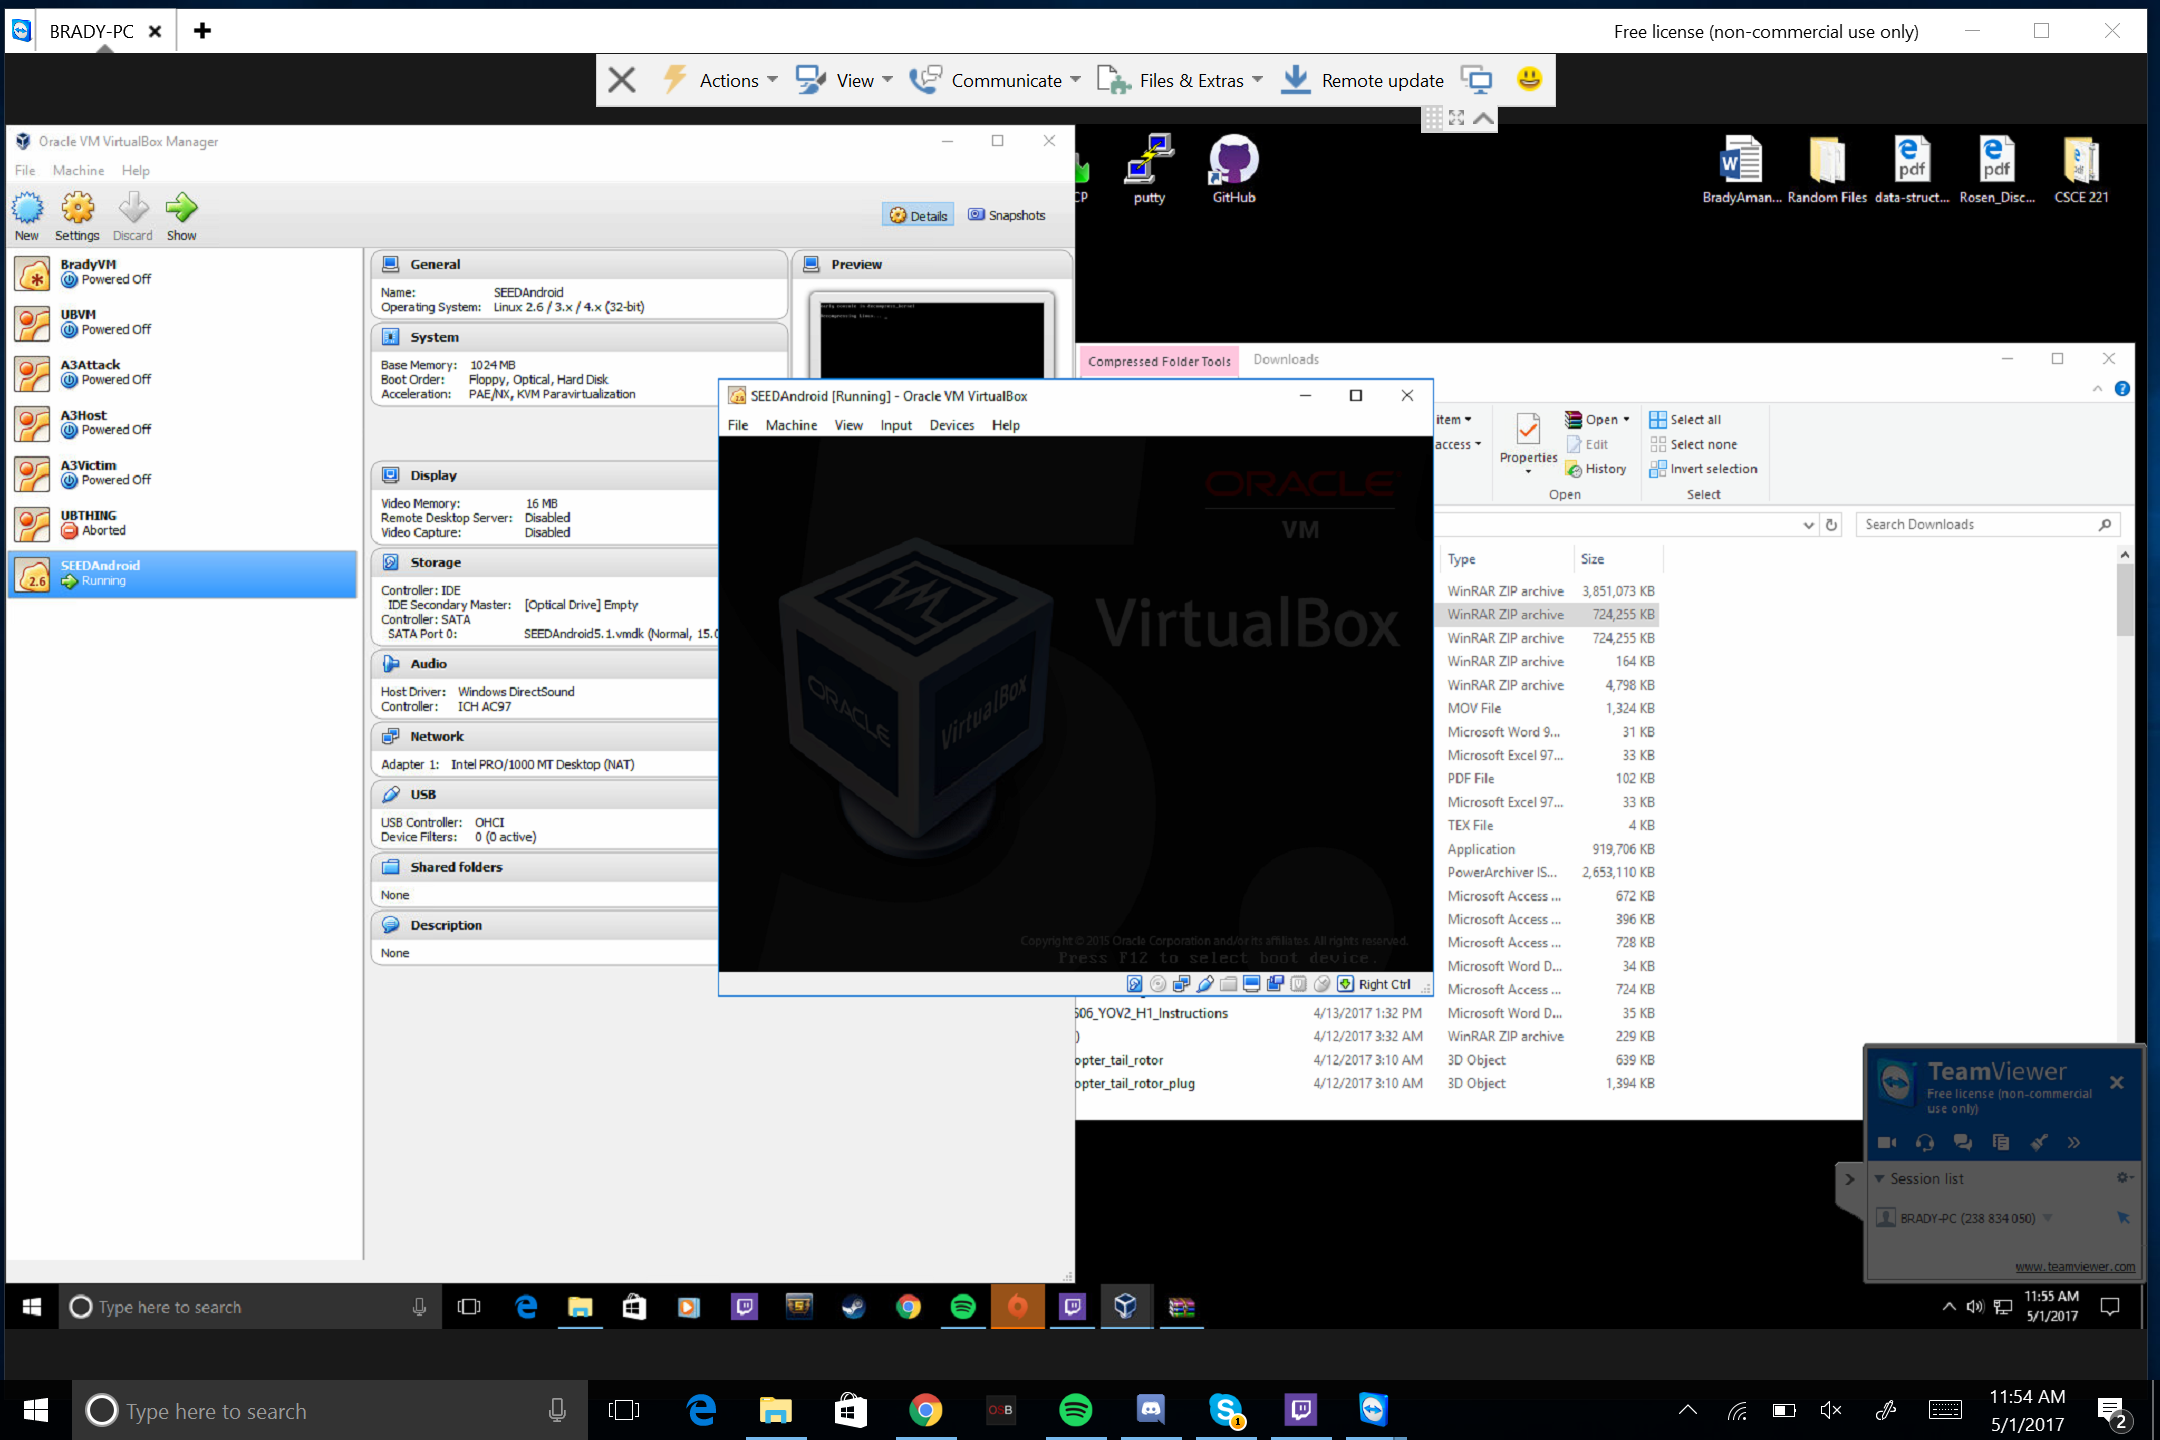 BRADY-PC
Free license (non-commercial use only)
Actions
View
Communicate
Files & Extras
Remote update
Oracle VM VirtualBox Manager
File Machine Help
New Settings Discard Show
Details Snapshots
BradyVM
Powered Off
UBVM
Powered Off
A3Attack
Powered Off
A3Host
Powered Off
A3Victim
Powered Off
UBTHING
Aborted
SEEDAndroid
Running
2.6
General
Name: SEEDAndroid
Operating System: Linux 2.6 / 3.x / 4.x (32-bit)
System
Base Memory: 1024 MB
Boot Order: Floppy, Optical, Hard Disk
Acceleration: PAE/NX, KVM Paravirtualization
Display
Video Memory: 16 MB
Remote Desktop Server: Disabled
Video Capture: Disabled
Storage
Controller: IDE
IDE Secondary Master: [Optical Drive] Empty
Controller: SATA
SATA Port 0: SEEDAndroid5.1.vmdk (Normal, 15.0
Audio
Host Driver: Windows DirectSound
Controller: ICH AC97
Network
Adapter 1: Intel PRO/1000 MT Desktop (NAT)
USB
USB Controller: OHCI
Device Filters: 0 (0 active)
Shared folders
None
Description
None
Preview
CP
putty
GitHub
BradyAman...
Random Files
data-struct...
Rosen_Disc...
CSCE 221
Compressed Folder Tools Downloads
SEEDAndroid [Running] - Oracle VM VirtualBox
File Machine View Input Devices Help
ORACLE
VM
VirtualBox
ORACLE
VirtualBox
Copyright © 2015 Oracle Corporation and/or its affiliates. All rights reserved.
Press F12 to select boot device.
Right Ctrl
item
access
Properties
Open
Edit
History
Open
Select all
Select none
Invert selection
Select
Search Downloads
Type Size
WinRAR ZIP archive 3,851,073 KB
WinRAR ZIP archive 724,255 KB
WinRAR ZIP archive 724,255 KB
WinRAR ZIP archive 164 KB
WinRAR ZIP archive 4,798 KB
MOV File 1,324 KB
Microsoft Word 9... 31 KB
Microsoft Excel 97... 33 KB
PDF File 102 KB
Microsoft Excel 97... 33 KB
TEX File 4 KB
Application 919,706 KB
PowerArchiver IS... 2,653,110 KB
Microsoft Access ... 672 KB
Microsoft Access ... 396 KB
Microsoft Access ... 728 KB
Microsoft Word D... 34 KB
Microsoft Access ... 724 KB
S06_YOV2_H1_Instructions 4/13/2017 1:32 PM Microsoft Word D... 35 KB
) 4/12/2017 3:32 AM WinRAR ZIP archive 229 KB
opter_tail_rotor 4/12/2017 3:10 AM 3D Object 639 KB
opter_tail_rotor_plug 4/12/2017 3:10 AM 3D Object 1,394 KB
TeamViewer
Free license (non-commercial
use only)
Session list
BRADY-PC (238 834 050)
www.teamviewer.com
Type here to search
11:55 AM
5/1/2017
Type here to search
OSB
1
11:54 AM
5/1/2017
2